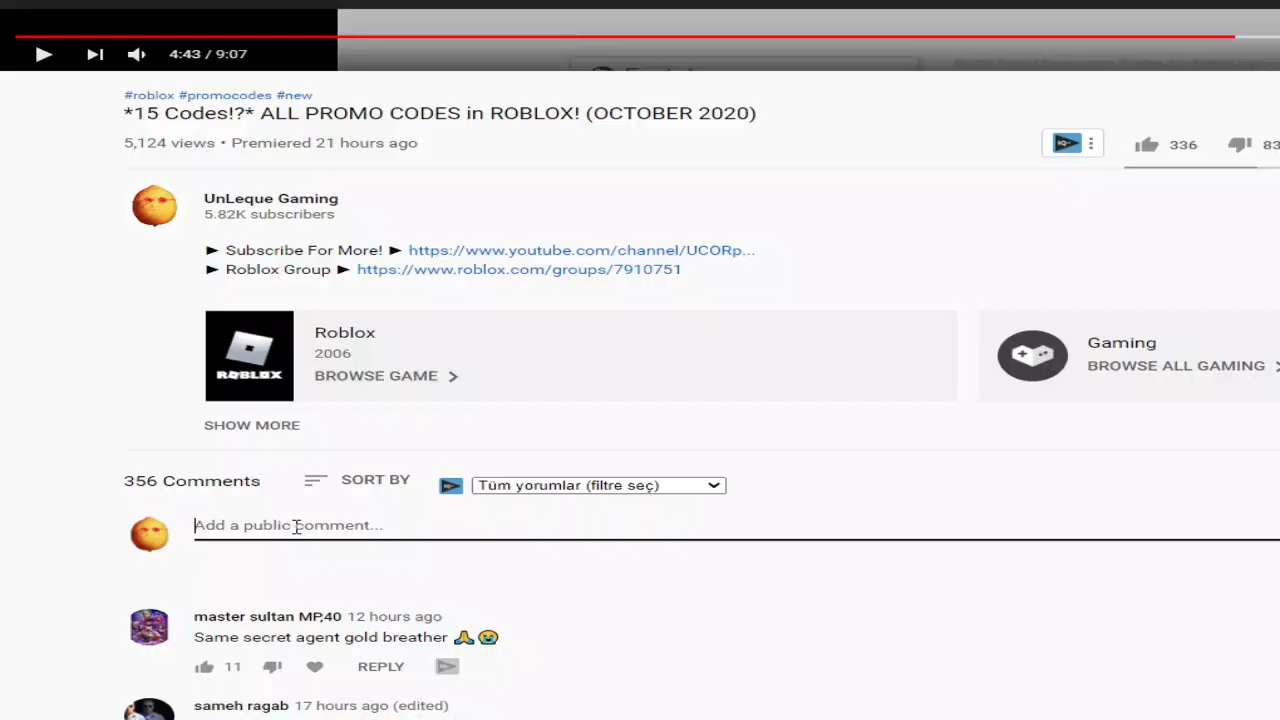 4:43 / 9:07
#roblox #promocodes #new
*15 Codes!?* ALL PROMO CODES in ROBLOX! (OCTOBER 2020)
5,124 views • Premiered 21 hours ago
336
83
UnLeque Gaming
5.82K subscribers
► Subscribe For More! ► https://www.youtube.com/channel/UCORp...
► Roblox Group ► https://www.roblox.com/groups/7910751
ROBLOX
Roblox
2006
BROWSE GAME
Gaming
BROWSE ALL GAMING
SHOW MORE
356 Comments
SORT BY
Tüm yorumlar (filtre seç)
Add a public comment...
master sultan MP,40 12 hours ago
Same secret agent gold breather 🙏😭
11
REPLY
sameh ragab 17 hours ago (edited)